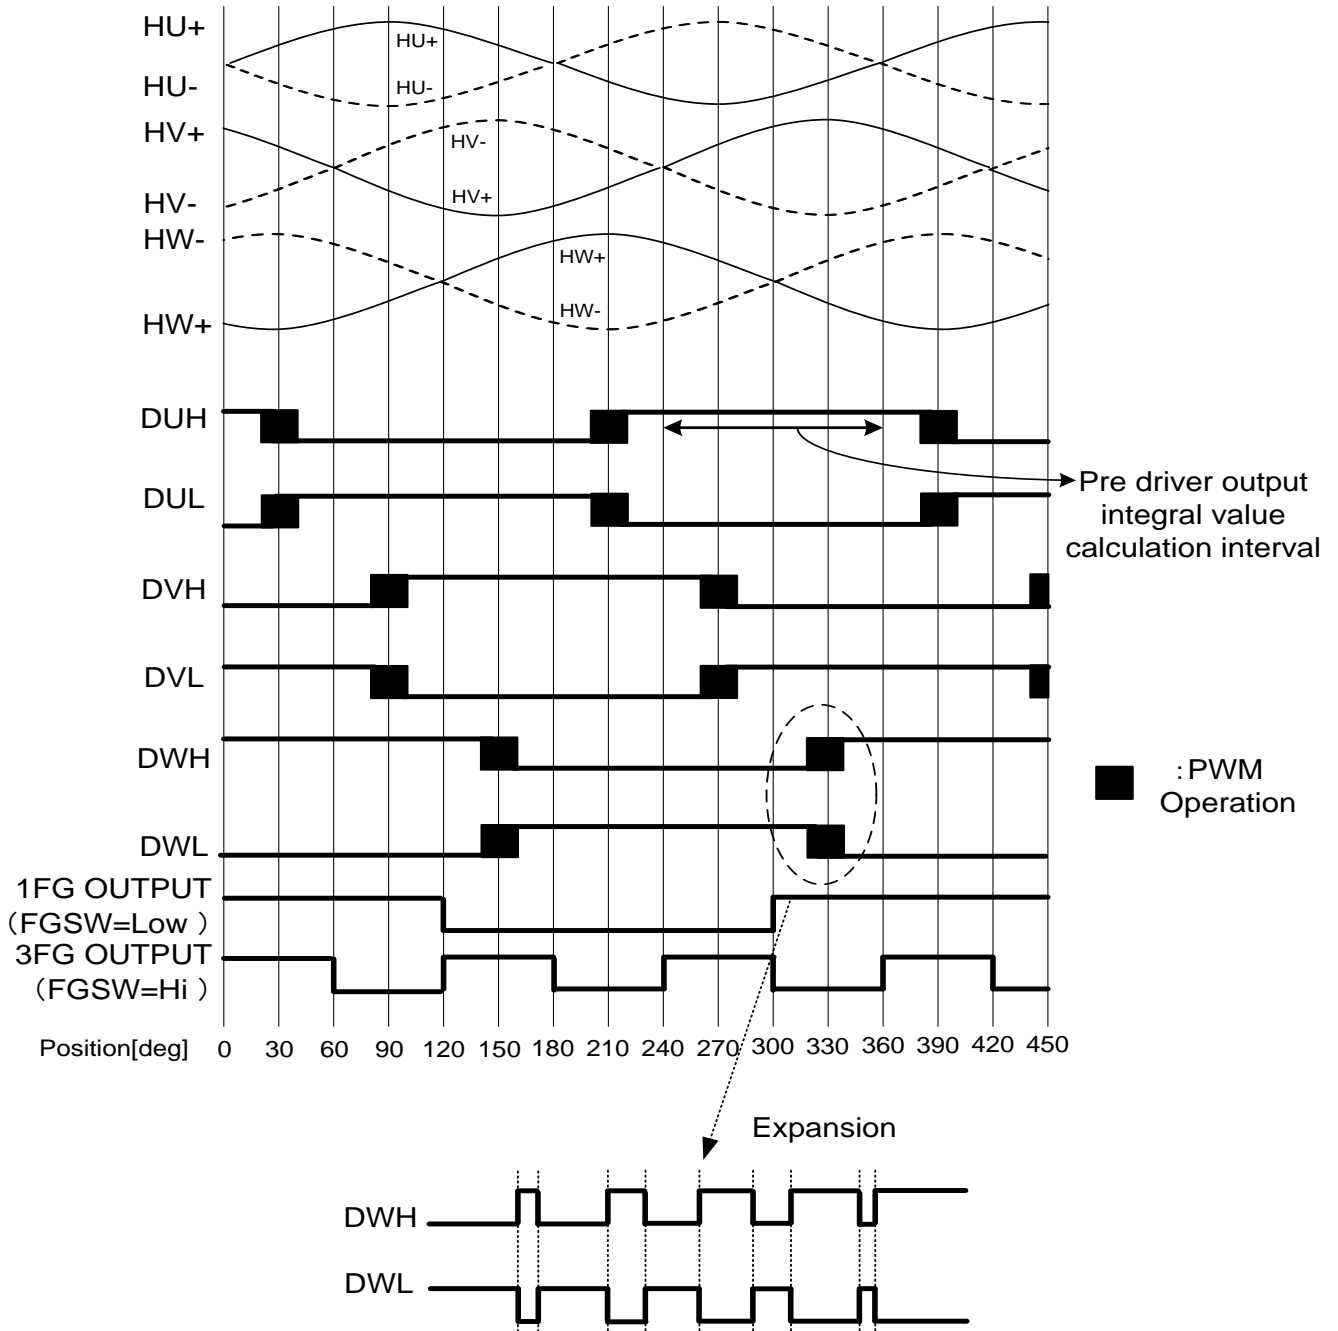 HU+
HU+
HU-
HU-
HV+
HV-
HV+
HV-
HW-
HW+
HW-
HW+
DUH
DUL
Pre driver output
integral value
calculation interval
DVH
DVL
DWH
:PWM
Operation
DWL
1FG OUTPUT
(FGSW=Low )
3FG OUTPUT
(FGSW=Hi )
Position[deg] 0 30 60 90 120 150 180 210 240 270 300 330 360 390 420 450
Expansion
DWH
DWL